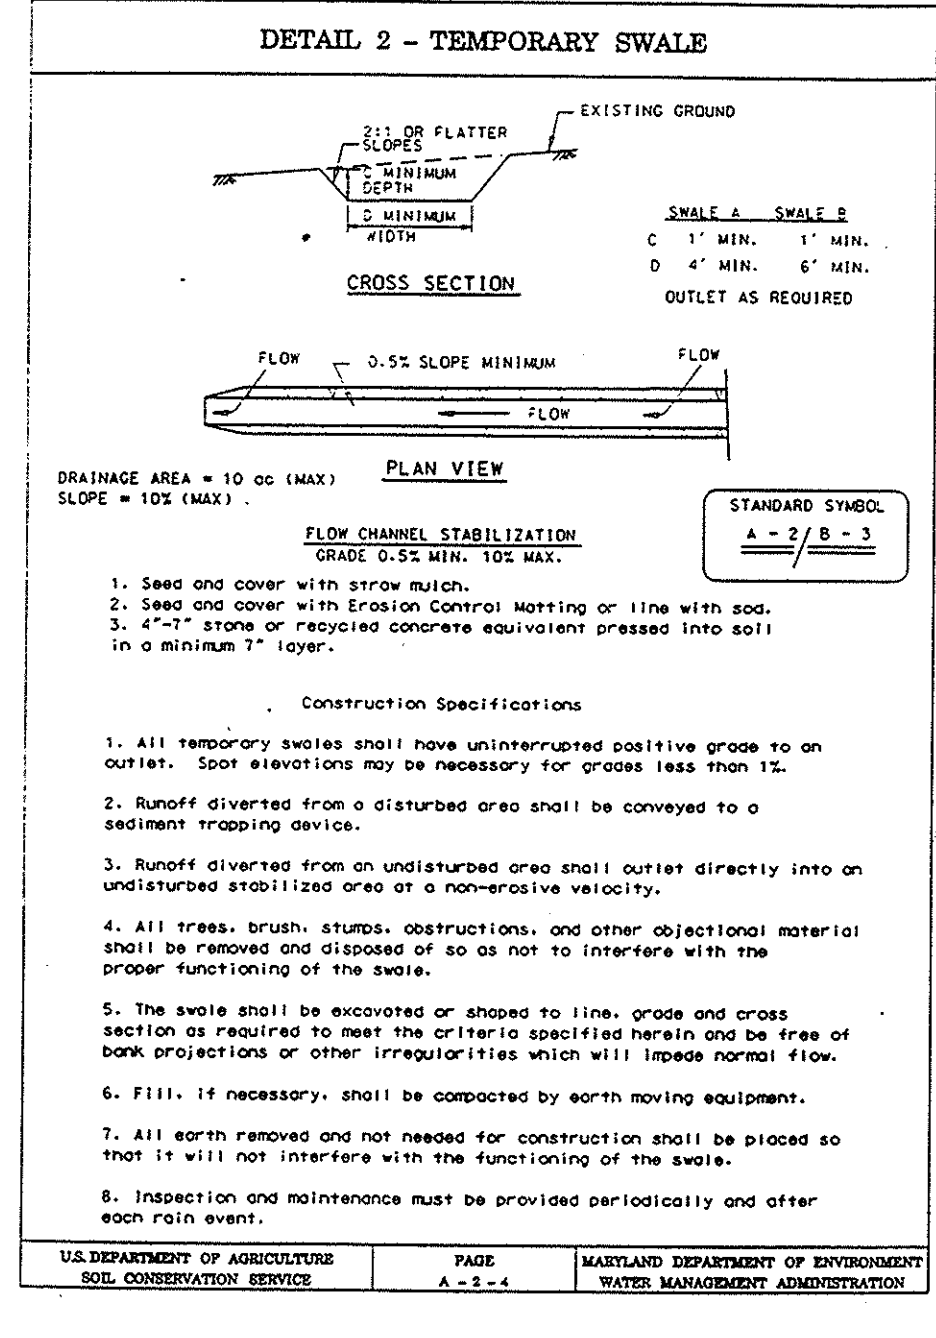 DETAIL 2 - TEMPORARY SWALE
EXISTING GROUND
2:1 OR FLATTER
SLOPES
C MINIMUM
DEPTH
D MINIMUM
WIDTH
CROSS SECTION
SWALE A SWALE B
C 1' MIN. 1' MIN.
D 4' MIN. 6' MIN.
OUTLET AS REQUIRED
FLOW
0.5% SLOPE MINIMUM
FLOW
FLOW
PLAN VIEW
DRAINAGE AREA = 10 ac (MAX)
SLOPE = 10% (MAX)
STANDARD SYMBOL
A - 2 / B - 3
FLOW CHANNEL STABILIZATION
GRADE 0.5% MIN. 10% MAX.
1. Seed and cover with straw mulch.
2. Seed and cover with Erosion Control Matting or line with sod.
3. 4"-7" stone or recycled concrete equivalent pressed into soil
in a minimum 7" layer.
Construction Specifications
1. All temporary swales shall have uninterrupted positive grade to an
outlet. Spot elevations may be necessary for grades less than 1%.
2. Runoff diverted from a disturbed area shall be conveyed to a
sediment trapping device.
3. Runoff diverted from an undisturbed area shall outlet directly into an
undisturbed stabilized area at a non-erosive velocity.
4. All trees, brush, stumps, obstructions, and other objectional material
shall be removed and disposed of so as not to interfere with the
proper functioning of the swale.
5. The swale shall be excavated or shaped to line, grade and cross
section as required to meet the criteria specified herein and be free of
bank projections or other irregularities which will impede normal flow.
6. Fill, if necessary, shall be compacted by earth moving equipment.
7. All earth removed and not needed for construction shall be placed so
that it will not interfere with the functioning of the swale.
8. Inspection and maintenance must be provided periodically and after
each rain event.
U.S. DEPARTMENT OF AGRICULTURE
SOIL CONSERVATION SERVICE
PAGE
A - 2 - 4
MARYLAND DEPARTMENT OF ENVIRONMENT
WATER MANAGEMENT ADMINISTRATION